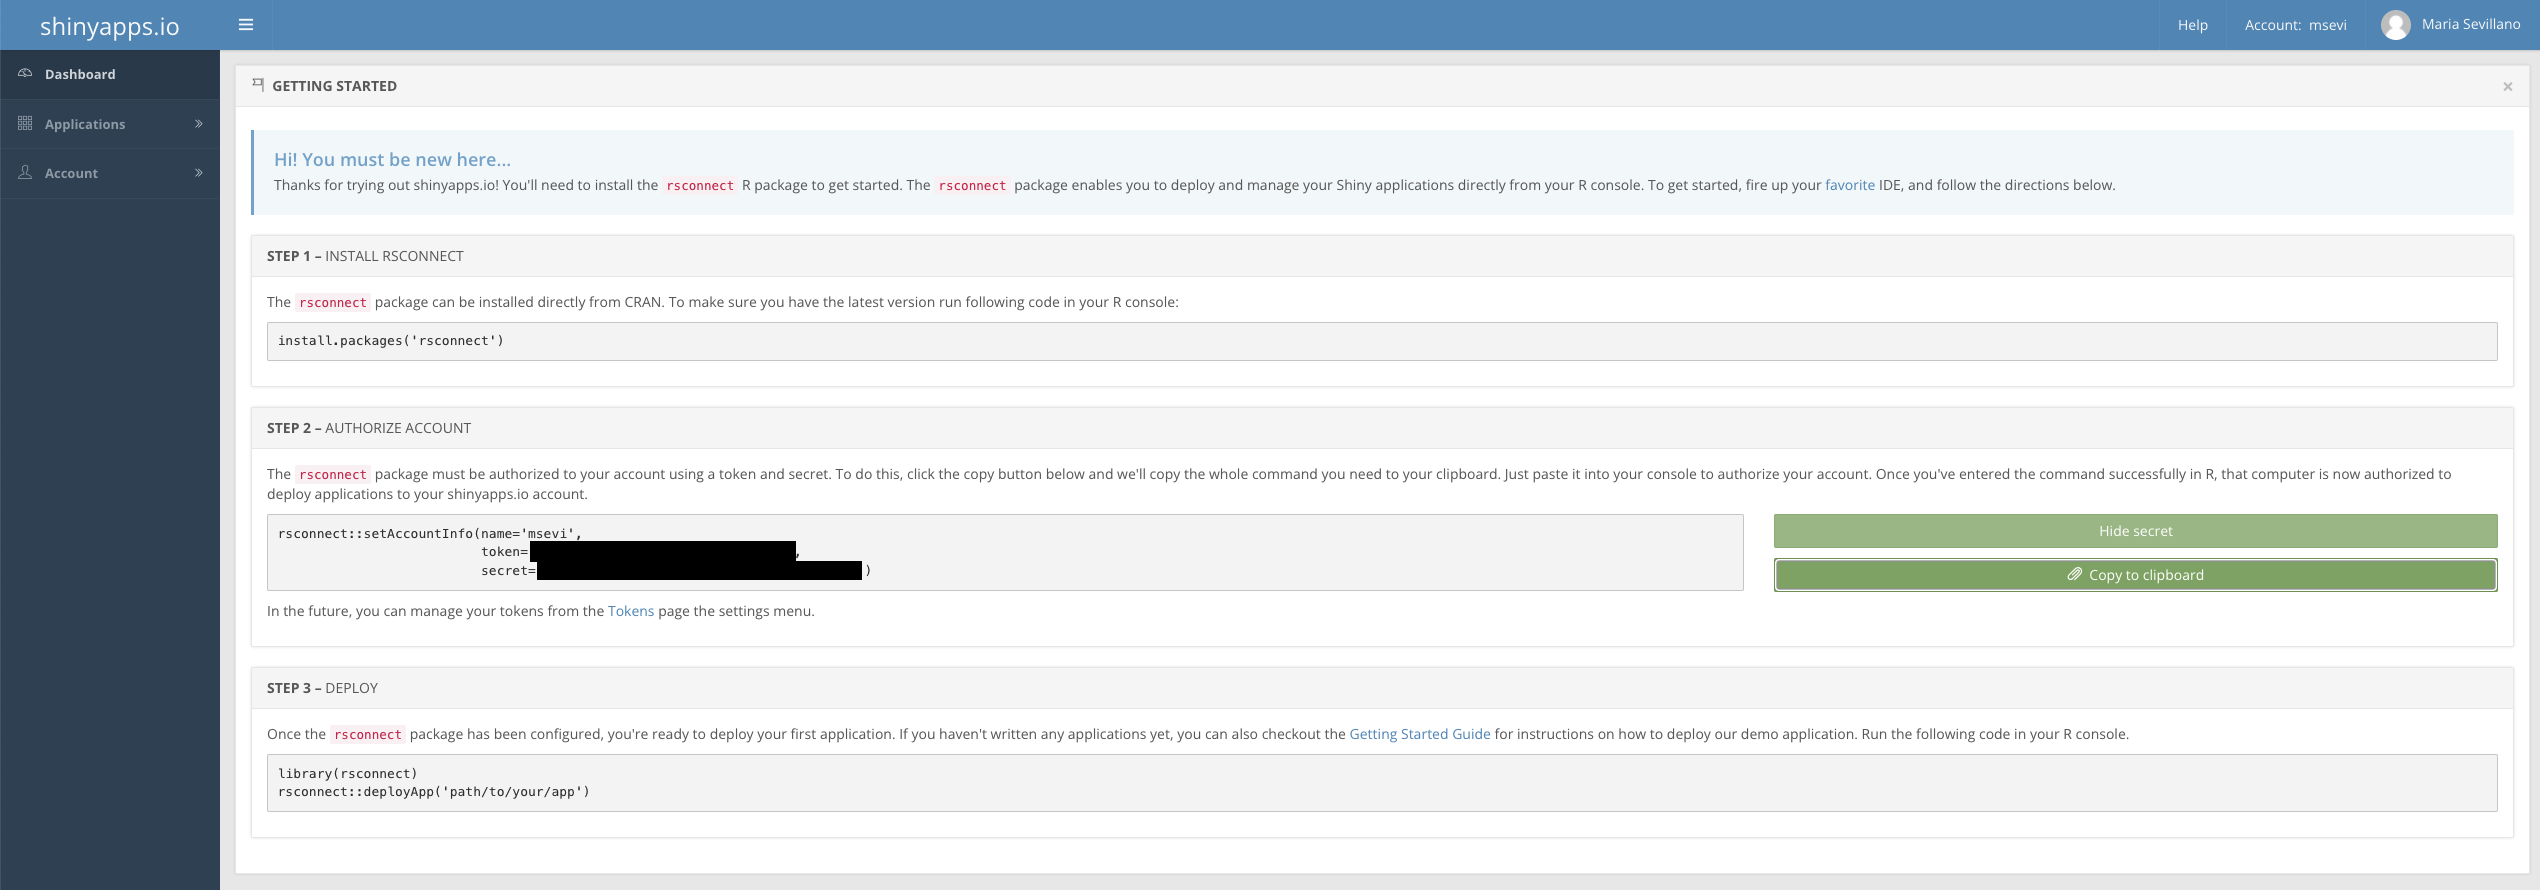 shinyapps.io
Help
Account: msevi
Maria Sevillano
Dashboard
Applications
Account
GETTING STARTED
×
Hi! You must be new here...
Thanks for trying out shinyapps.io! You'll need to install the rsconnect R package to get started. The rsconnect package enables you to deploy and manage your Shiny applications directly from your R console. To get started, fire up your favorite IDE, and follow the directions below.
STEP 1 – INSTALL RSCONNECT
The rsconnect package can be installed directly from CRAN. To make sure you have the latest version run following code in your R console:
install.packages('rsconnect')
STEP 2 – AUTHORIZE ACCOUNT
The rsconnect package must be authorized to your account using a token and secret. To do this, click the copy button below and we'll copy the whole command you need to your clipboard. Just paste it into your console to authorize your account. Once you've entered the command successfully in R, that computer is now authorized to
deploy applications to your shinyapps.io account.
rsconnect::setAccountInfo(name='msevi',
token= ,
secret= )
Hide secret
Copy to clipboard
In the future, you can manage your tokens from the Tokens page the settings menu.
STEP 3 – DEPLOY
Once the rsconnect package has been configured, you're ready to deploy your first application. If you haven't written any applications yet, you can also checkout the Getting Started Guide for instructions on how to deploy our demo application. Run the following code in your R console.
library(rsconnect)
rsconnect::deployApp('path/to/your/app')